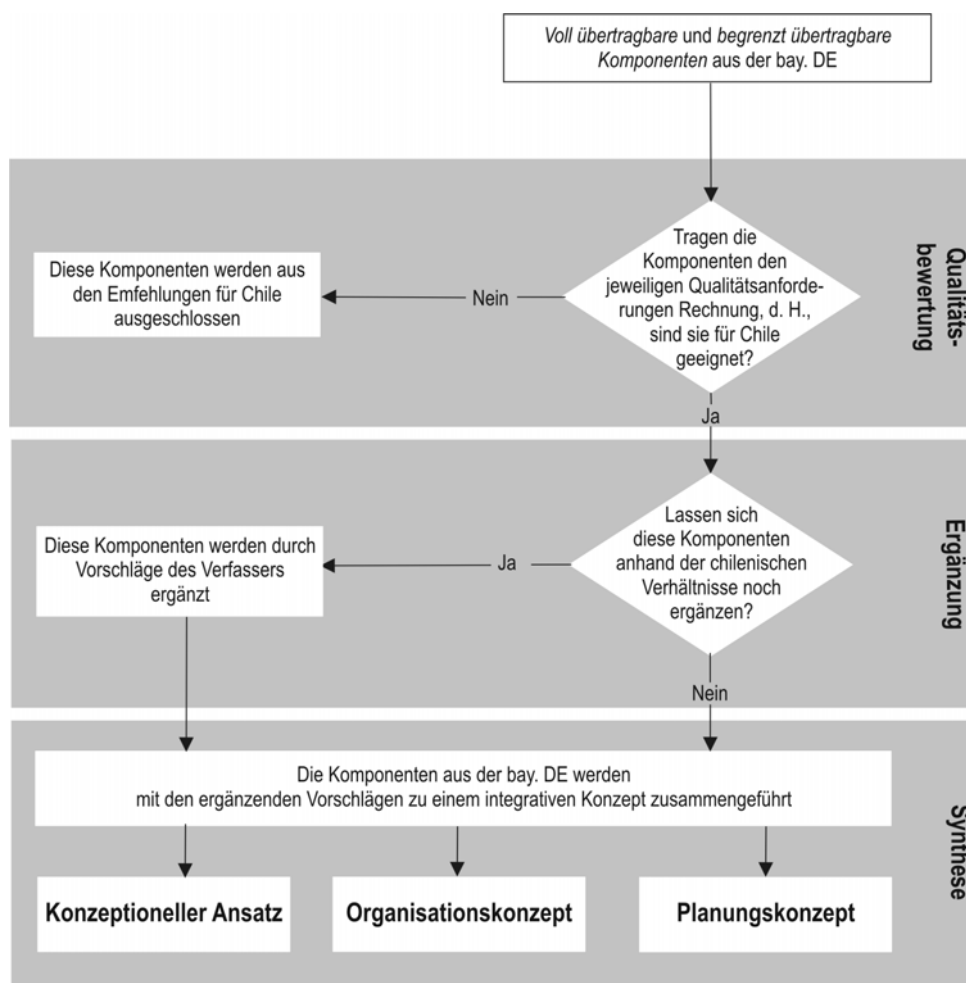 Voll übertragbare und begrenzt übertragbare
Komponenten aus der bay. DE
Tragen die
Komponenten den
jeweiligen Qualitätsanforde-
rungen Rechnung, d. H.,
sind sie für Chile
geeignet?
Nein
Diese Komponenten werden aus
den Emfehlungen für Chile
ausgeschlossen
Qualitäts-
bewertung
Ja
Lassen sich
diese Komponenten
anhand der chilenischen
Verhältnisse noch
ergänzen?
Ja
Diese Komponenten werden durch
Vorschläge des Verfassers
ergänzt
Ergänzung
Nein
Die Komponenten aus der bay. DE werden
mit den ergänzenden Vorschlägen zu einem integrativen Konzept zusammengeführt
Synthese
Konzeptioneller Ansatz
Organisationskonzept
Planungskonzept